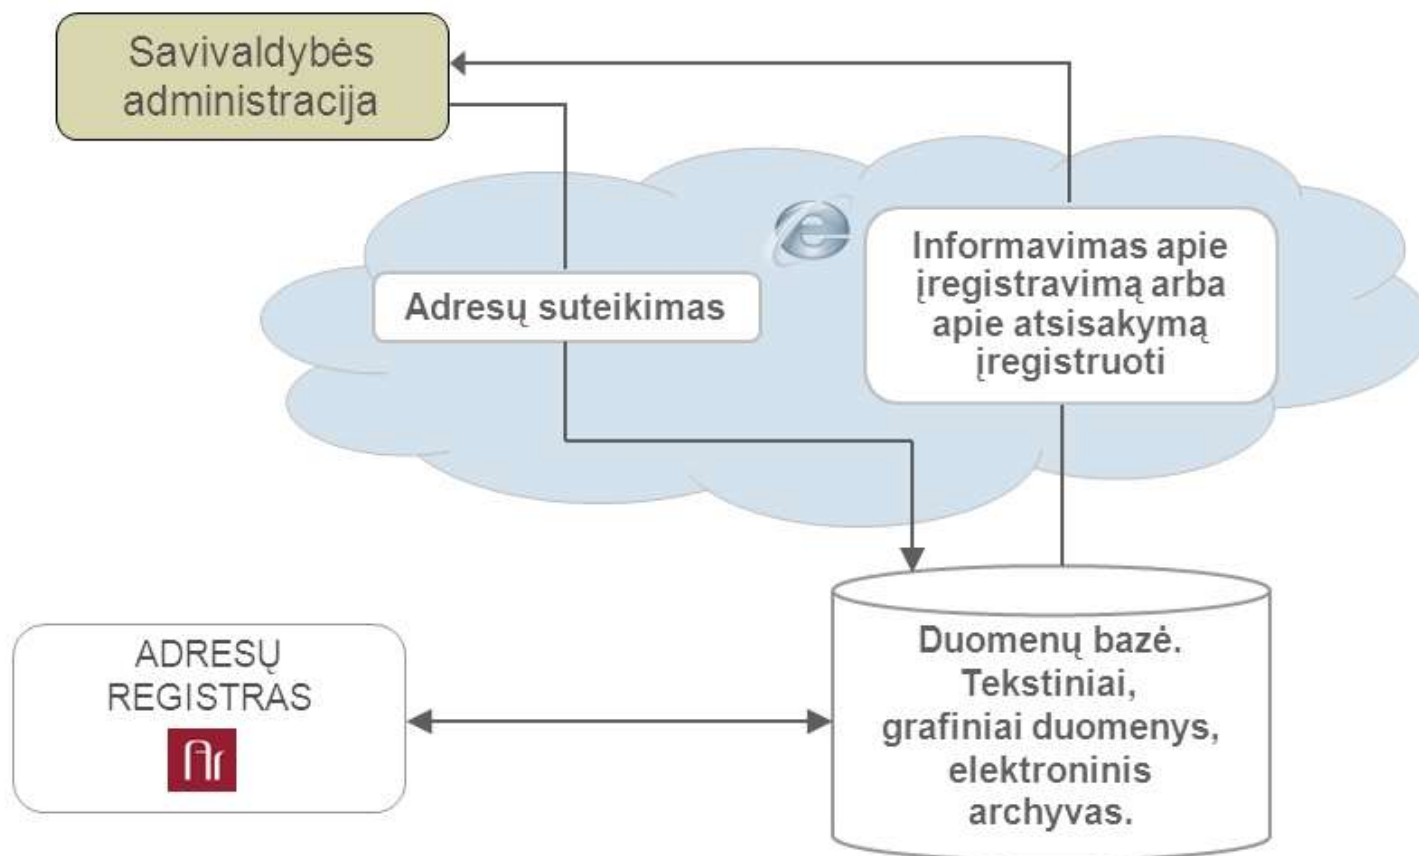 Savivaldybės
administracija
Informavimas apie
įregistravimą arba
apie atsisakymą
įregistruoti
Adresų suteikimas
Duomenų bazė.
Tekstiniai,
grafiniai duomenys,
elektroninis
archyvas.
ADRESŲ
REGISTRAS
Ar